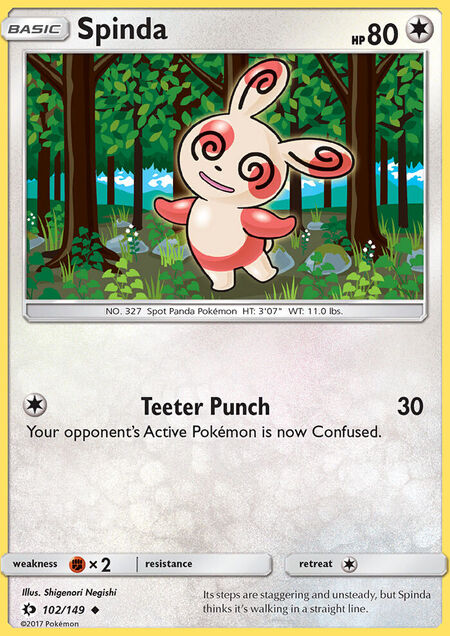 BASIC Spinda HP 80
NO. 327 Spot Panda Pokémon HT: 3'07" WT: 11.0 lbs.
Teeter Punch 30
Your opponent's Active Pokémon is now Confused.
weakness ×2 resistance retreat
Illus. Shigenori Negishi
102/149
©2017 Pokémon
Its steps are staggering and unsteady, but Spinda
thinks it's walking in a straight line.